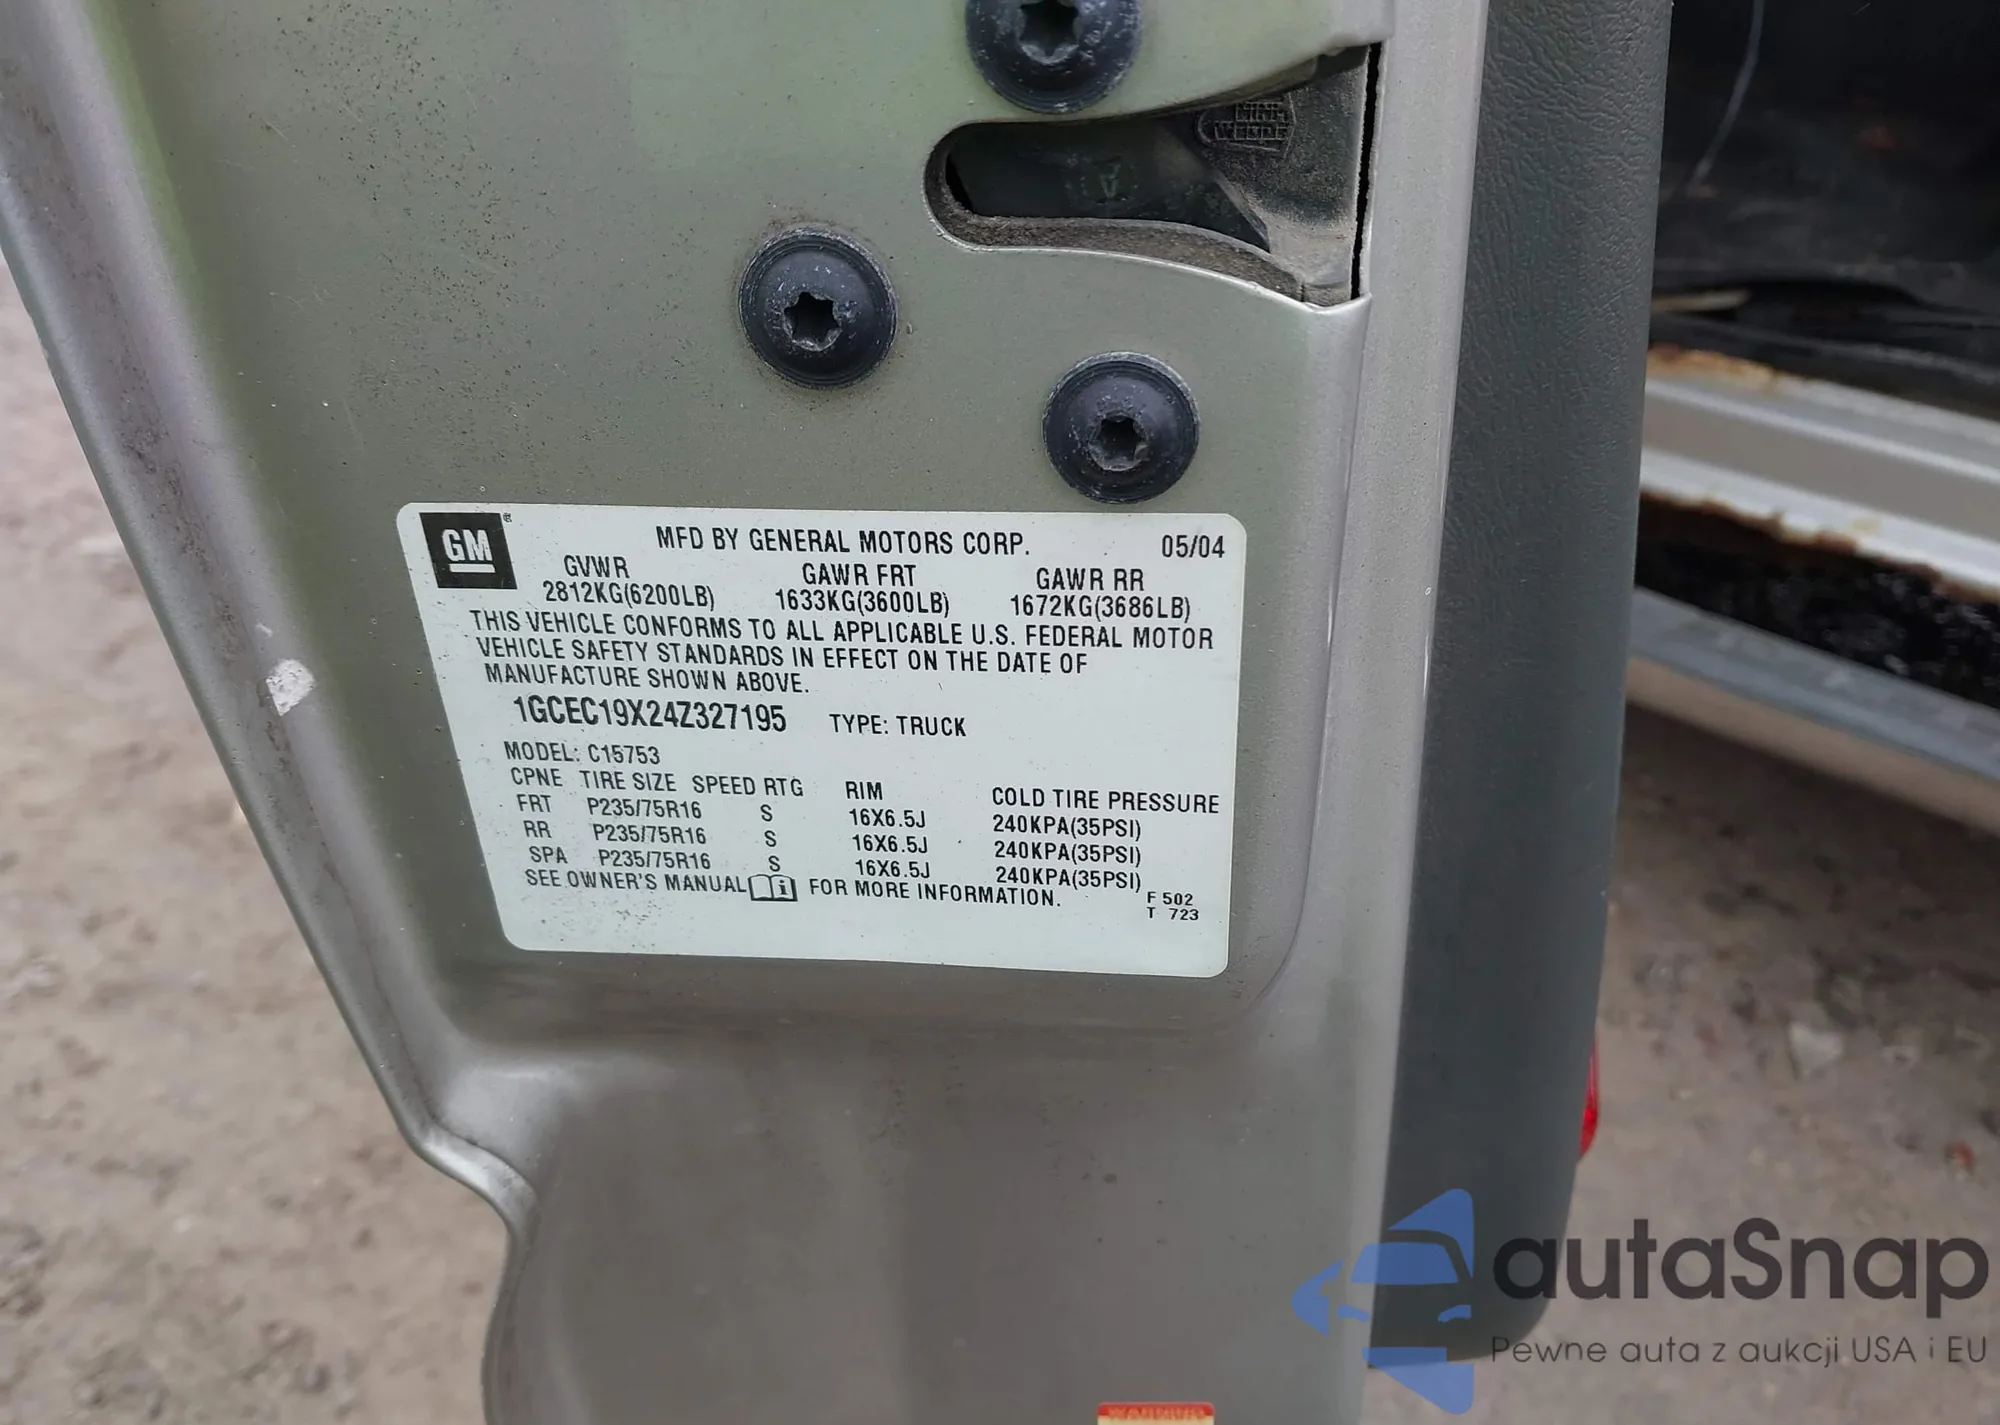 GM®
MFD BY GENERAL MOTORS CORP. 05/04
GVWR GAWR FRT GAWR RR
2812KG(6200LB) 1633KG(3600LB) 1672KG(3686LB)
THIS VEHICLE CONFORMS TO ALL APPLICABLE U.S. FEDERAL MOTOR
VEHICLE SAFETY STANDARDS IN EFFECT ON THE DATE OF
MANUFACTURE SHOWN ABOVE.
1GCEC19X24Z327195 TYPE: TRUCK
MODEL: C15753
CPNE TIRE SIZE SPEED RTG RIM COLD TIRE PRESSURE
FRT P235/75R16 S 16X6.5J 240KPA(35PSI)
RR P235/75R16 S 16X6.5J 240KPA(35PSI)
SPA P235/75R16 S 16X6.5J 240KPA(35PSI)
SEE OWNER'S MANUAL i FOR MORE INFORMATION.
F 502
T 723
autaSnap
Pewne auta z aukcji USA i EU
WARNING